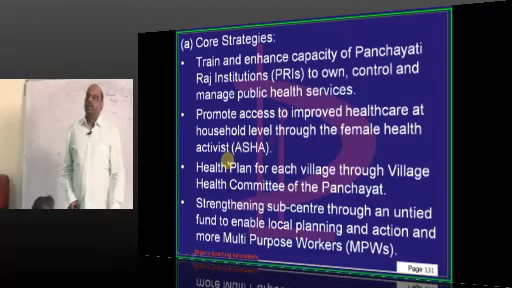 (a) Core Strategies:
• Train and enhance capacity of Panchayati
Raj Institutions (PRIs) to own, control and
manage public health services.
• Promote access to improved healthcare at
household level through the female health
activist (ASHA).
• Health Plan for each village through Village
Health Committee of the Panchayat.
• Strengthening sub-centre through an untied
fund to enable local planning and action and
more Multi Purpose Workers (MPWs).
Page 131